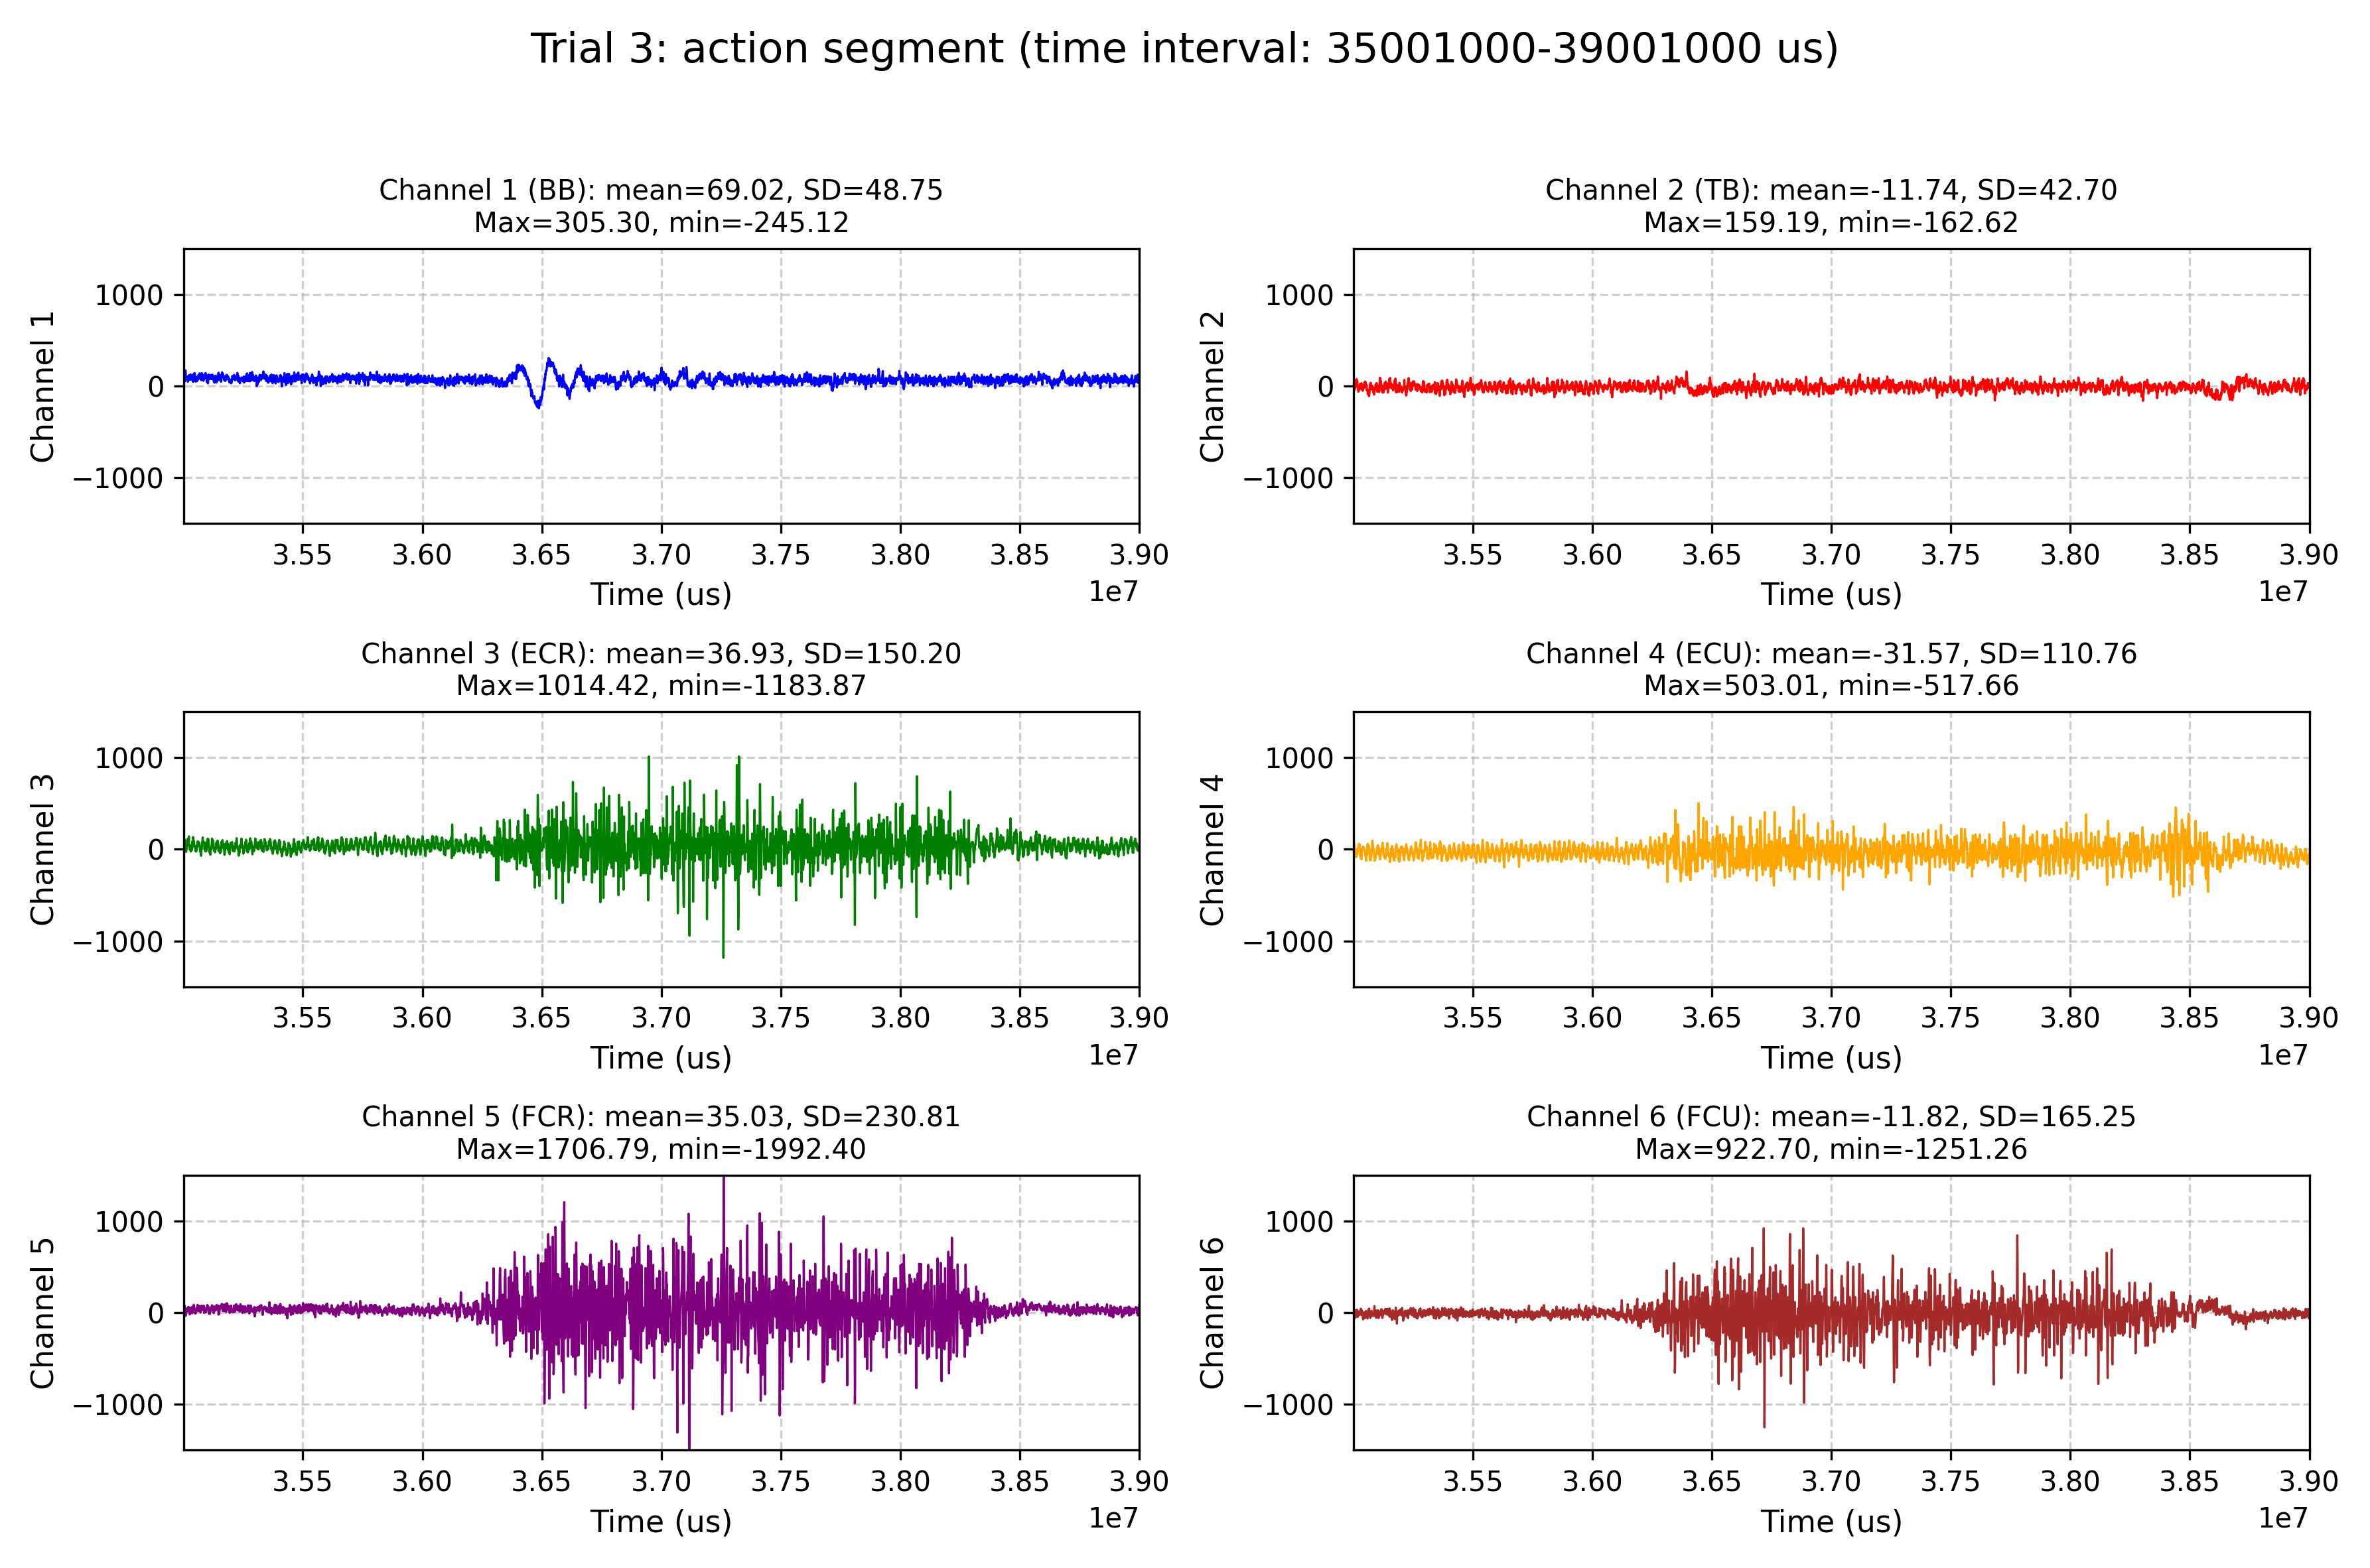 Trial 3: action segment (time interval: 35001000-39001000 us)
Channel 1 (BB): mean=69.02, SD=48.75
Max=305.30, min=-245.12
1000
0
−1000
Channel 1
3.55 3.60 3.65 3.70 3.75 3.80 3.85 3.90
Time (us)
1e7
Channel 2 (TB): mean=-11.74, SD=42.70
Max=159.19, min=-162.62
1000
0
−1000
Channel 2
3.55 3.60 3.65 3.70 3.75 3.80 3.85 3.90
Time (us)
1e7
Channel 3 (ECR): mean=36.93, SD=150.20
Max=1014.42, min=-1183.87
1000
0
−1000
Channel 3
3.55 3.60 3.65 3.70 3.75 3.80 3.85 3.90
Time (us)
1e7
Channel 4 (ECU): mean=-31.57, SD=110.76
Max=503.01, min=-517.66
1000
0
−1000
Channel 4
3.55 3.60 3.65 3.70 3.75 3.80 3.85 3.90
Time (us)
1e7
Channel 5 (FCR): mean=35.03, SD=230.81
Max=1706.79, min=-1992.40
1000
0
−1000
Channel 5
3.55 3.60 3.65 3.70 3.75 3.80 3.85 3.90
Time (us)
1e7
Channel 6 (FCU): mean=-11.82, SD=165.25
Max=922.70, min=-1251.26
1000
0
−1000
Channel 6
3.55 3.60 3.65 3.70 3.75 3.80 3.85 3.90
Time (us)
1e7